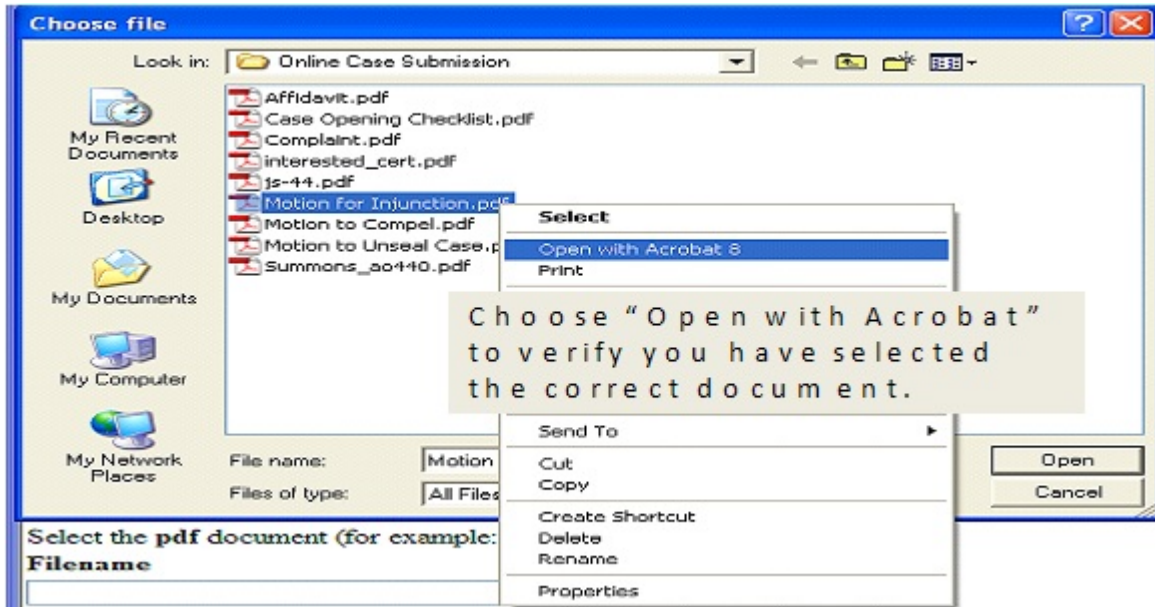 Choose file
Look in:
Online Case Submission
My Recent
Documents
Desktop
My Documents
My Computer
My Network
Places
Affidavit.pdf
Case Opening Checklist.pdf
Complaint.pdf
interested_cert.pdf
js-44.pdf
Motion for Injunction.pdf
Motion to Compel.pdf
Motion to Unseal Case.p
Summons_ao440.pdf
Select
Open with Acrobat 8
Print
Choose “Open with Acrobat”
to verify you have selected
the correct document.
Send To
Cut
Copy
Create Shortcut
Delete
Rename
Properties
File name:
Motion
Open
Files of type:
All Files
Cancel
Select the pdf document (for example:
Filename